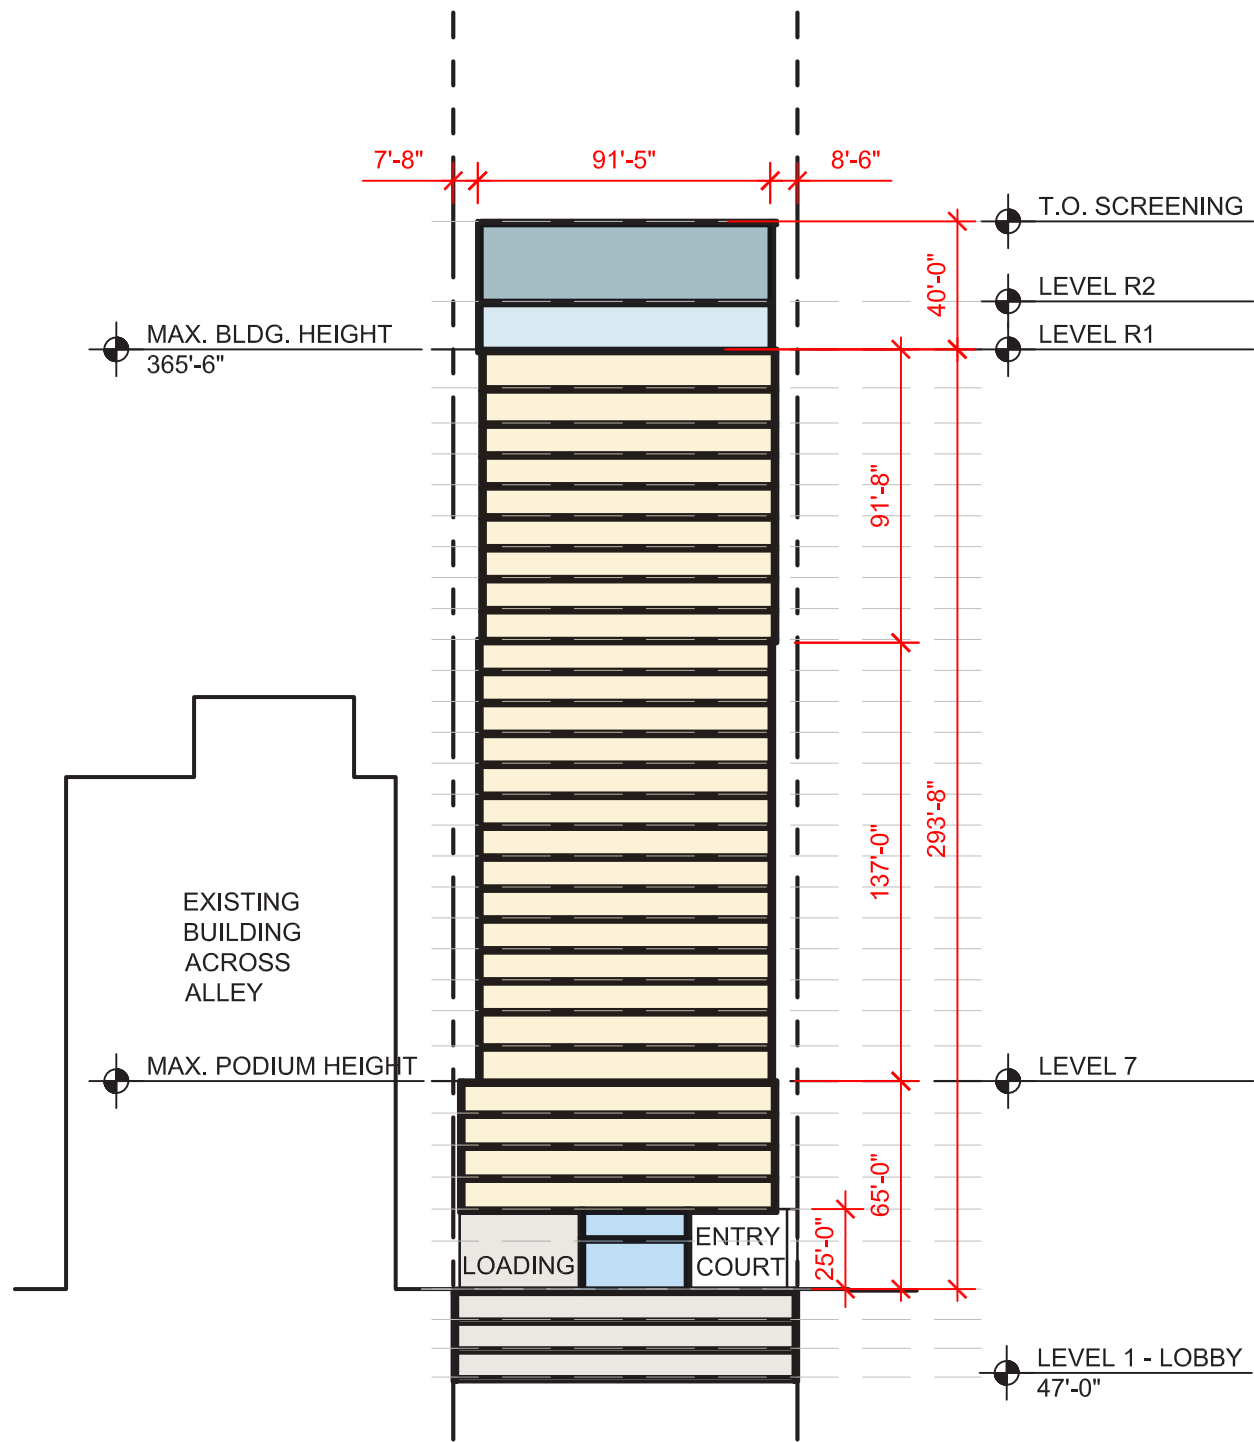 7'-8"
91'-5"
8'-6"
T.O. SCREENING
40'-0"
LEVEL R2
MAX. BLDG. HEIGHT
365'-6"
LEVEL R1
91'-8"
293'-8"
137'-0"
EXISTING
BUILDING
ACROSS
ALLEY
MAX. PODIUM HEIGHT
LEVEL 7
65'-0"
25'-0"
LOADING
ENTRY
COURT
LEVEL 1 - LOBBY
47'-0"